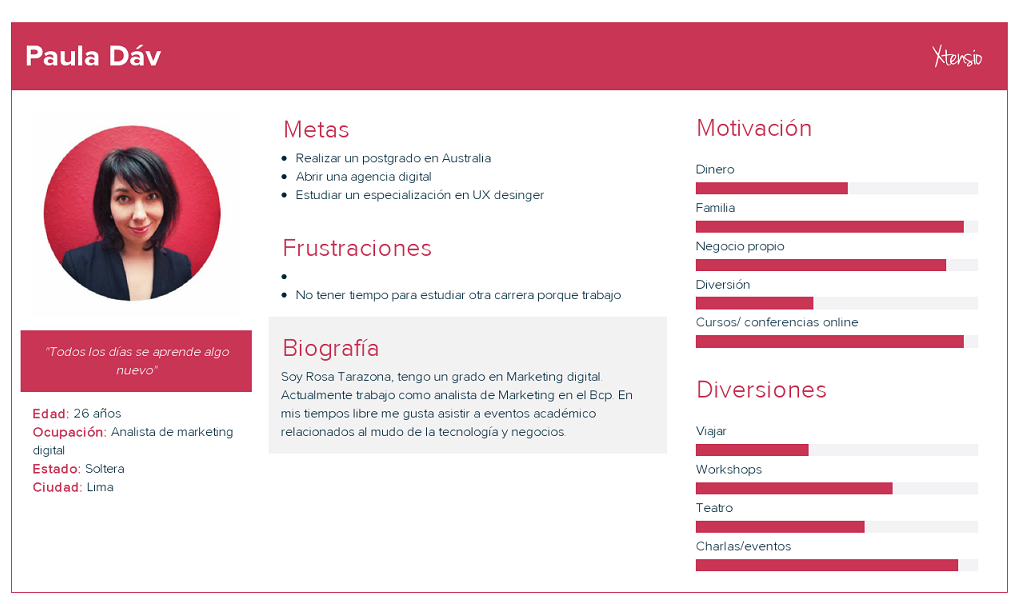 Paula Dáv
Xtensio
"Todos los días se aprende algo
nuevo"
Edad: 26 años
Ocupación: Analista de marketing
digital
Estado: Soltera
Ciudad: Lima
Metas
Realizar un postgrado en Australia
Abrir una agencia digital
Estudiar un especialización en UX desinger
Frustraciones
No tener tiempo para estudiar otra carrera porque trabajo
Biografía
Soy Rosa Tarazona, tengo un grado en Marketing digital.
Actualmente trabajo como analista de Marketing en el Bcp. En
mis tiempos libre me gusta asistir a eventos académico
relacionados al mudo de la tecnología y negocios.
Motivación
Dinero
Familia
Negocio propio
Diversión
Cursos/ conferencias online
Diversiones
Viajar
Workshops
Teatro
Charlas/eventos